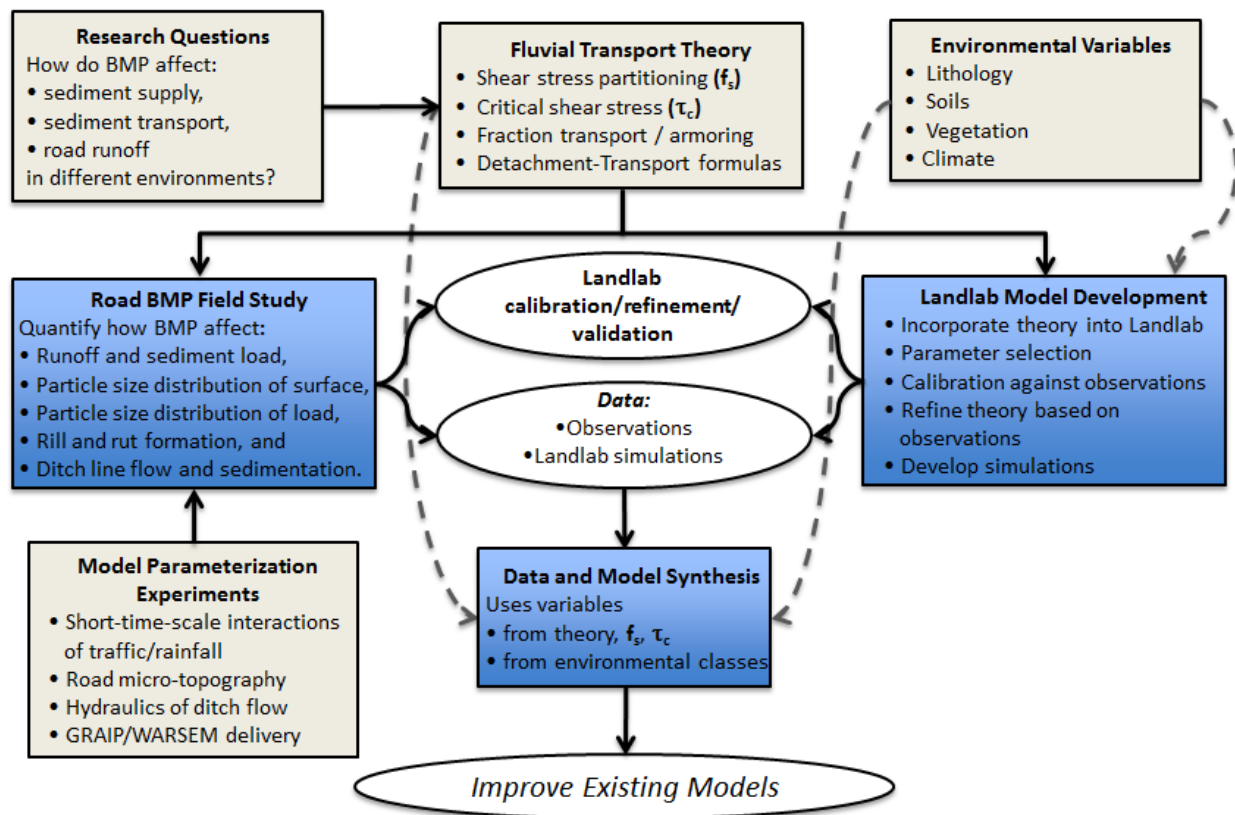 Research Questions
How do BMP affect:
• sediment supply,
• sediment transport,
• road runoff
in different environments?
Fluvial Transport Theory
• Shear stress partitioning (fs)
• Critical shear stress (τc)
• Fraction transport / armoring
• Detachment-Transport formulas
Environmental Variables
• Lithology
• Soils
• Vegetation
• Climate
Road BMP Field Study
Quantify how BMP affect:
• Runoff and sediment load,
• Particle size distribution of surface,
• Particle size distribution of load,
• Rill and rut formation, and
• Ditch line flow and sedimentation.
Landlab
calibration/refinement/
validation
Data:
•Observations
•Landlab simulations
Landlab Model Development
• Incorporate theory into Landlab
• Parameter selection
• Calibration against observations
• Refine theory based on
observations
• Develop simulations
Model Parameterization
Experiments
• Short-time-scale interactions
of traffic/rainfall
• Road micro-topography
• Hydraulics of ditch flow
• GRAIP/WARSEM delivery
Data and Model Synthesis
Uses variables
• from theory, fs, τc
• from environmental classes
Improve Existing Models